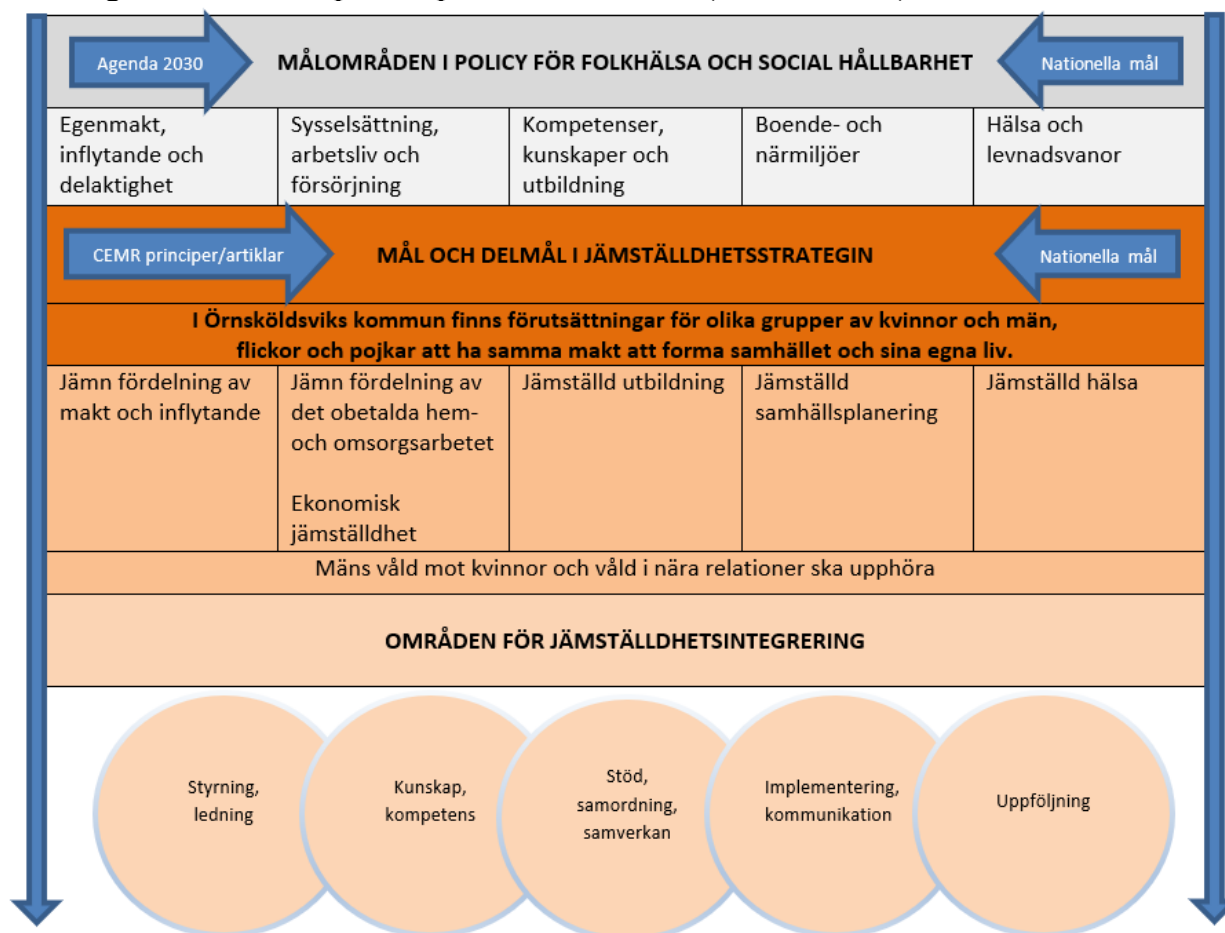 Agenda 2030
MÅLOMRÅDEN I POLICY FÖR FOLKHÄLSA OCH SOCIAL HÅLLBARHET
Nationella mål
Egenmakt,
inflytande och
delaktighet
Sysselsättning,
arbetsliv och
försörjning
Kompetenser,
kunskaper och
utbildning
Boende- och
närmiljöer
Hälsa och
levnadsvanor
CEMR principer/artiklar
MÅL OCH DELMÅL I JÄMSTÄLLDHETSSTRATEGIN
Nationella mål
I Örnsköldsviks kommun finns förutsättningar för olika grupper av kvinnor och män,
flickor och pojkar att ha samma makt att forma samhället och sina egna liv.
Jämn fördelning av
makt och inflytande
Jämn fördelning av
det obetalda hem-
och omsorgsarbetet
Ekonomisk
jämställdhet
Jämställd utbildning
Jämställd
samhällsplanering
Jämställd hälsa
Mäns våld mot kvinnor och våld i nära relationer ska upphöra
OMRÅDEN FÖR JÄMSTÄLLDHETSINTEGRERING
Styrning,
ledning
Kunskap,
kompetens
Stöd,
samordning,
samverkan
Implementering,
kommunikation
Uppföljning